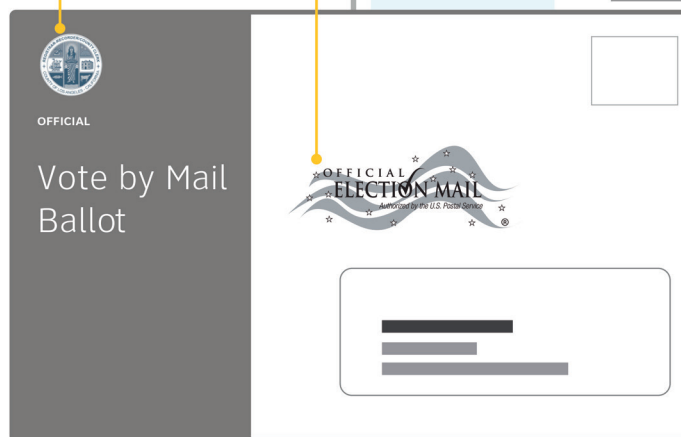 OFFICIAL
Vote by Mail
Ballot
OFFICIAL
ELECTION MAIL
Authorized by the U.S. Postal Service
®